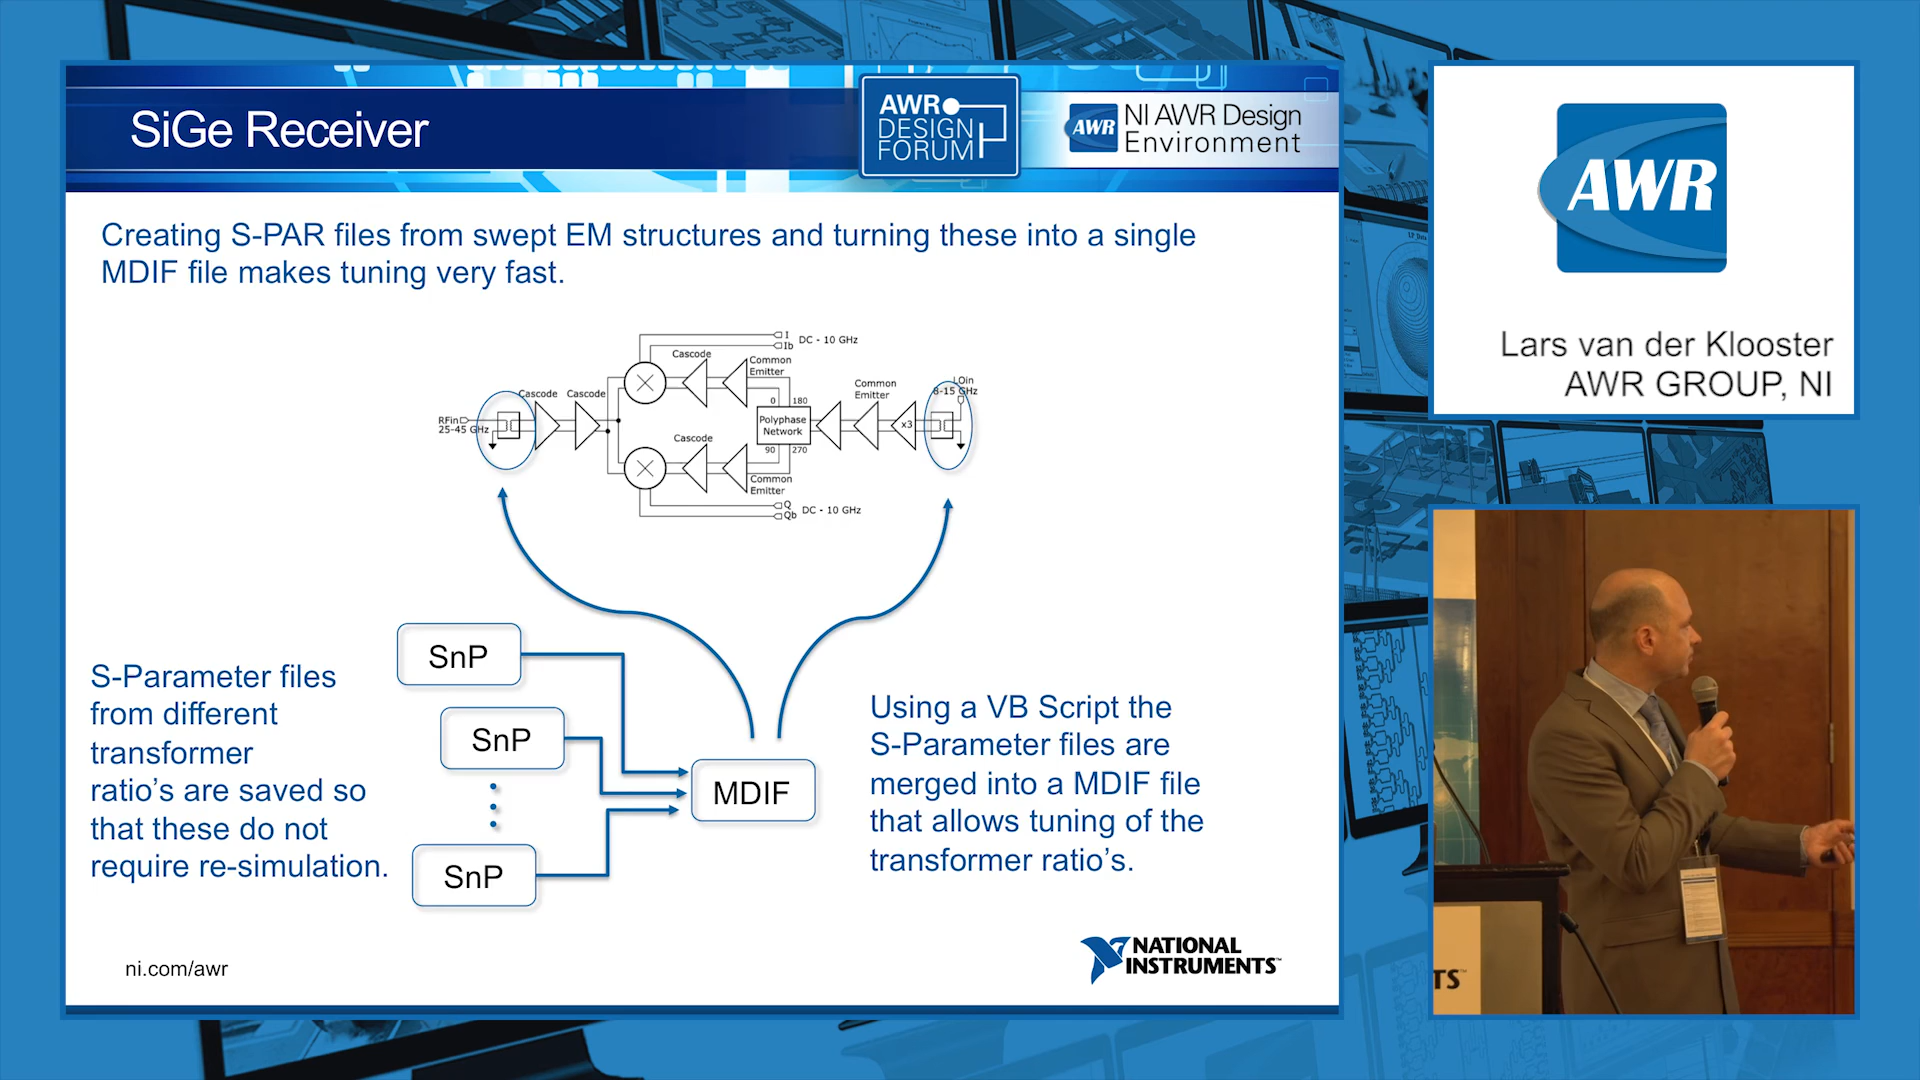 SiGe Receiver
AWR
DESIGN
FORUM
AWR
NI AWR Design
Environment
Creating S-PAR files from swept EM structures and turning these into a single
MDIF file makes tuning very fast.
I
Ib
DC - 10 GHz
Cascode
Common
Emitter
Cascode
Cascode
RFin
25-45 GHz
0
180
Polyphase
Network
90
270
Common
Emitter
x3
LOin
8-15 GHz
Cascode
Common
Emitter
Q
Qb
DC - 10 GHz
S-Parameter files
from different
transformer
ratio's are saved so
that these do not
require re-simulation.
SnP
SnP
SnP
MDIF
Using a VB Script the
S-Parameter files are
merged into a MDIF file
that allows tuning of the
transformer ratio's.
ni.com/awr
NATIONAL
INSTRUMENTS™
AWR
Lars van der Klooster
AWR GROUP, NI
TS™